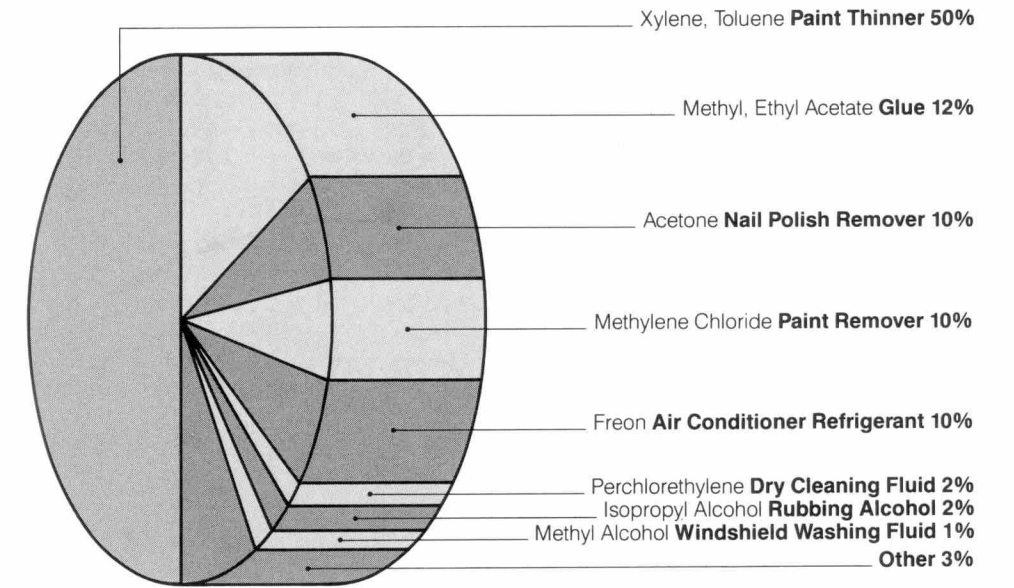 Xylene, Toluene Paint Thinner 50%
Methyl, Ethyl Acetate Glue 12%
Acetone Nail Polish Remover 10%
Methylene Chloride Paint Remover 10%
Freon Air Conditioner Refrigerant 10%
Perchlorethylene Dry Cleaning Fluid 2%
Isopropyl Alcohol Rubbing Alcohol 2%
Methyl Alcohol Windshield Washing Fluid 1%
Other 3%